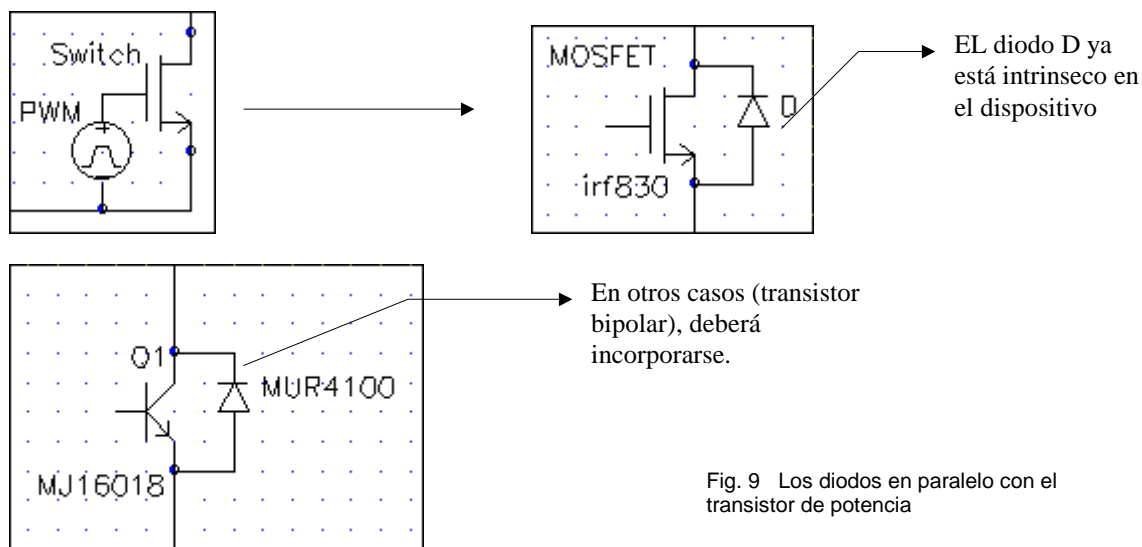 Switch
PWM
MOSFET
D
irf830
EL diodo D ya
está intrinseco en
el dispositivo
Q1
MUR4100
MJ16018
En otros casos (transistor
bipolar), deberá
incorporarse.
Fig. 9 Los diodos en paralelo con el
transistor de potencia